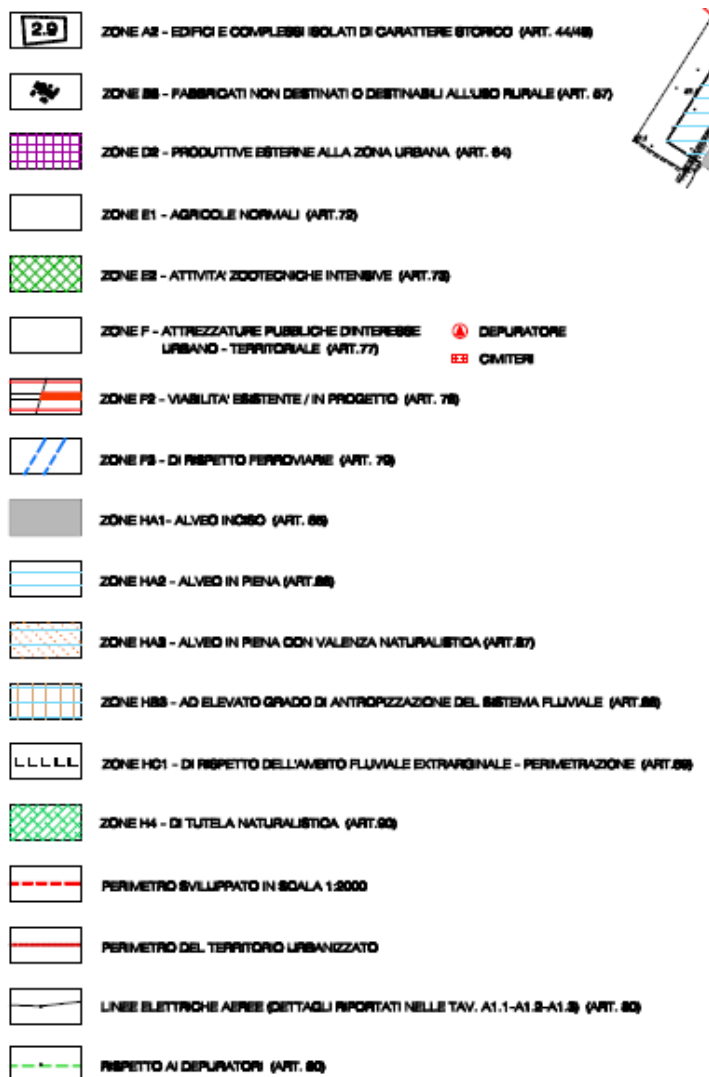 2.9 ZONE A2 - EDIFICI E COMPLESSI ISOLATI DI CARATTERE STORICO (ART. 44/48)
ZONE B5 - FABBRICATI NON DESTINATI O DESTINABILI ALL'USO RURALE (ART. 57)
ZONE D2 - PRODUTTIVE ESTERNE ALLA ZONA URBANA (ART. 64)
ZONE E1 - AGRICOLE NORMALI (ART.72)
ZONE E2 - ATTIVITA' ZOOTECNICHE INTENSIVE (ART.73)
ZONE F - ATTREZZATURE PUBBLICHE D'INTERESSE
URBANO - TERRITORIALE (ART.77)
DEPURATORE
CIMITERI
ZONE F2 - VIABILITA' ESISTENTE / IN PROGETTO (ART. 78)
ZONE F3 - DI RISPETTO FERROVIARIE (ART. 79)
ZONE HA1- ALVEO INCISO (ART. 85)
ZONE HA2 - ALVEO IN PIENA (ART.86)
ZONE HA3 - ALVEO IN PIENA CON VALENZA NATURALISTICA (ART.87)
ZONE HB3 - AD ELEVATO GRADO DI ANTROPIZZAZIONE DEL SISTEMA FLUVIALE (ART.88)
ZONE HC1 - DI RISPETTO DELL'AMBITO FLUVIALE EXTRARGINALE - PERIMETRAZIONE (ART.89)
ZONE H4 - DI TUTELA NATURALISTICA (ART.90)
PERIMETRO SVILUPPATO IN SCALA 1:2000
PERIMETRO DEL TERRITORIO URBANIZZATO
LINEE ELETTRICHE AEREE (DETTAGLI RIPORTATI NELLE TAV. A1.1-A1.2-A1.3) (ART. 80)
RISPETTO AI DEPURATORI (ART. 80)